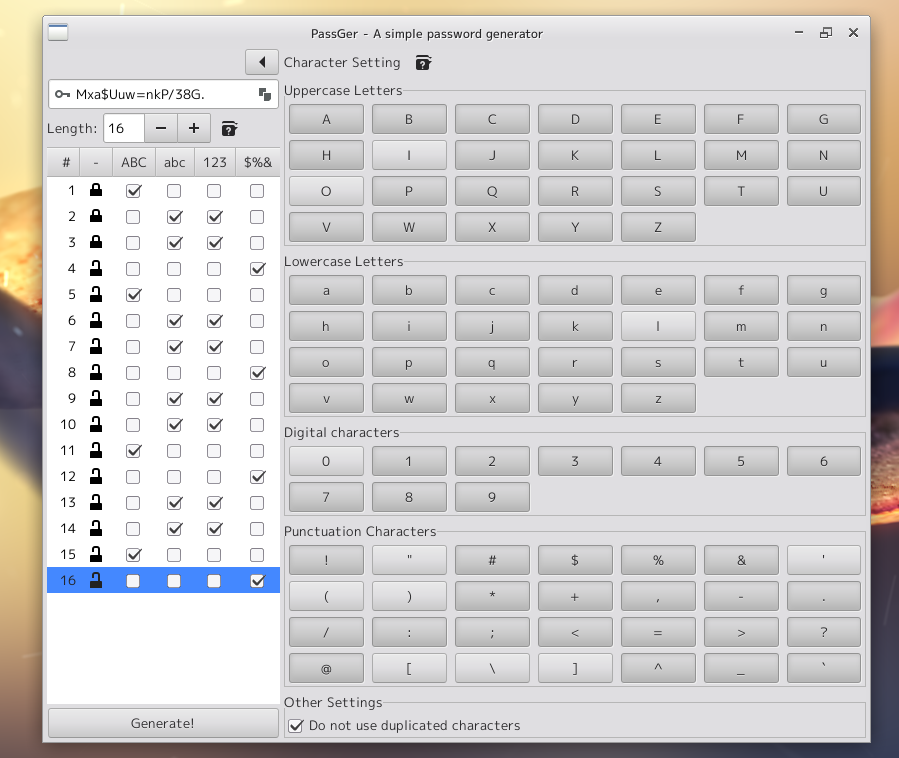 PassGer - A simple password generator
Character Setting
Mxa$Uuw=nkP/38G.
Length: 16
# - ABC abc 123 $%&
1
2
3
4
5
6
7
8
9
10
11
12
13
14
15
16
Generate!
Uppercase Letters
A B C D E F G
H I J K L M N
O P Q R S T U
V W X Y Z
Lowercase Letters
a b c d e f g
h i j k l m n
o p q r s t u
v w x y z
Digital characters
0 1 2 3 4 5 6
7 8 9
Punctuation Characters
! " # $ % & '
( ) * + , - .
/ : ; < = > ?
@ [ \ ] ^ _ `
Other Settings
Do not use duplicated characters